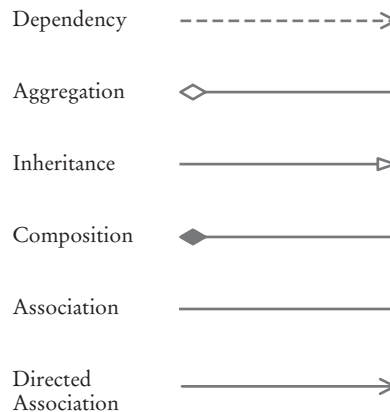 Dependency
Aggregation
Inheritance
Composition
Association
Directed
Association